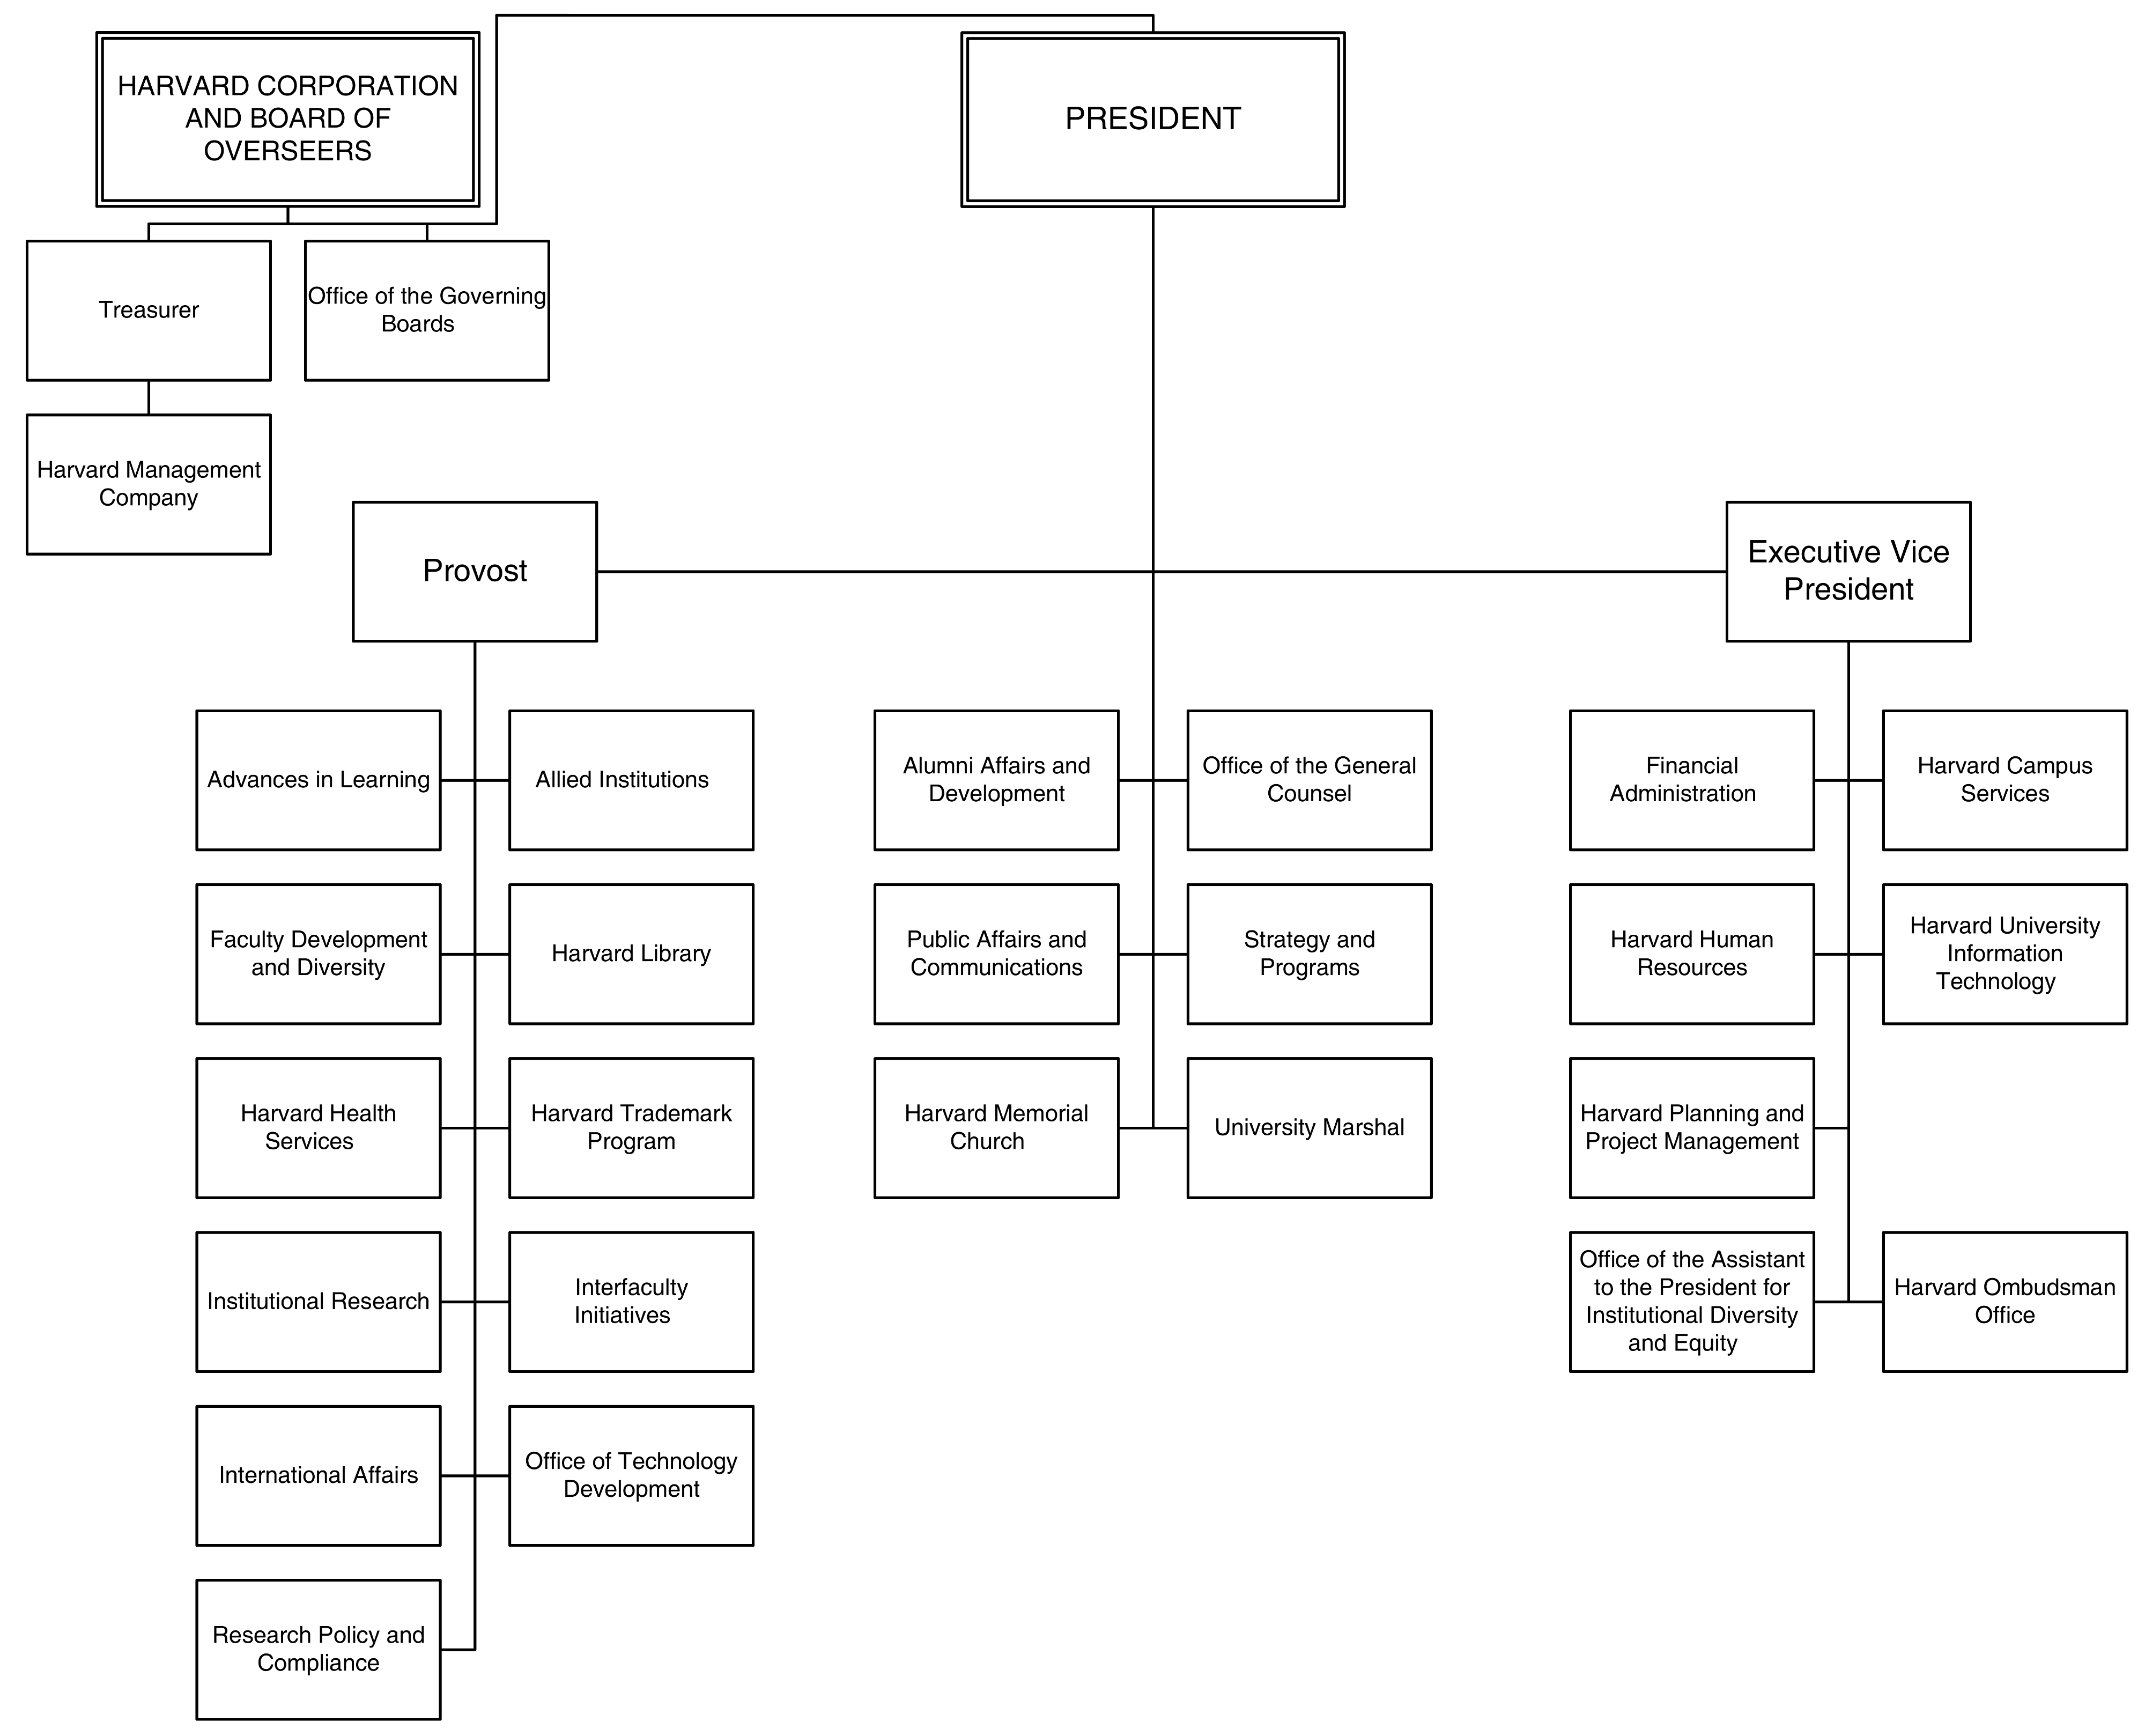 HARVARD CORPORATION
AND BOARD OF
OVERSEERS
PRESIDENT
Treasurer
Office of the Governing
Boards
Harvard Management
Company
Provost
Executive Vice
President
Advances in Learning
Allied Institutions
Alumni Affairs and
Development
Office of the General
Counsel
Financial
Administration
Harvard Campus
Services
Faculty Development
and Diversity
Harvard Library
Public Affairs and
Communications
Strategy and
Programs
Harvard Human
Resources
Harvard University
Information
Technology
Harvard Health
Services
Harvard Trademark
Program
Harvard Memorial
Church
University Marshal
Harvard Planning and
Project Management
Institutional Research
Interfaculty
Initiatives
Office of the Assistant
to the President for
Institutional Diversity
and Equity
Harvard Ombudsman
Office
International Affairs
Office of Technology
Development
Research Policy and
Compliance